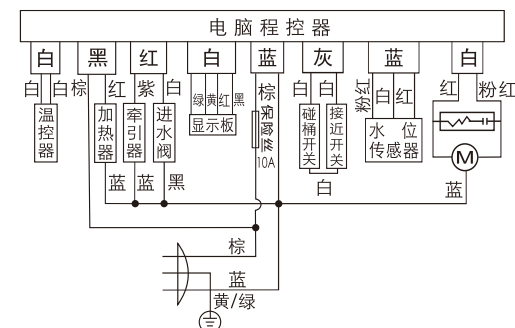 电脑程控器
白 黑 红 白 蓝 灰 蓝 白
白 白 棕 红 紫 白 绿 黄 红 黑 棕 白 白 粉红 白 红 红 粉红
温控器 加热器 牵引器 进水阀 显示板 保险丝 10A 碰桶开关 接近开关 水位传感器 M
蓝 蓝 黑 白 蓝
棕
蓝
黄/绿